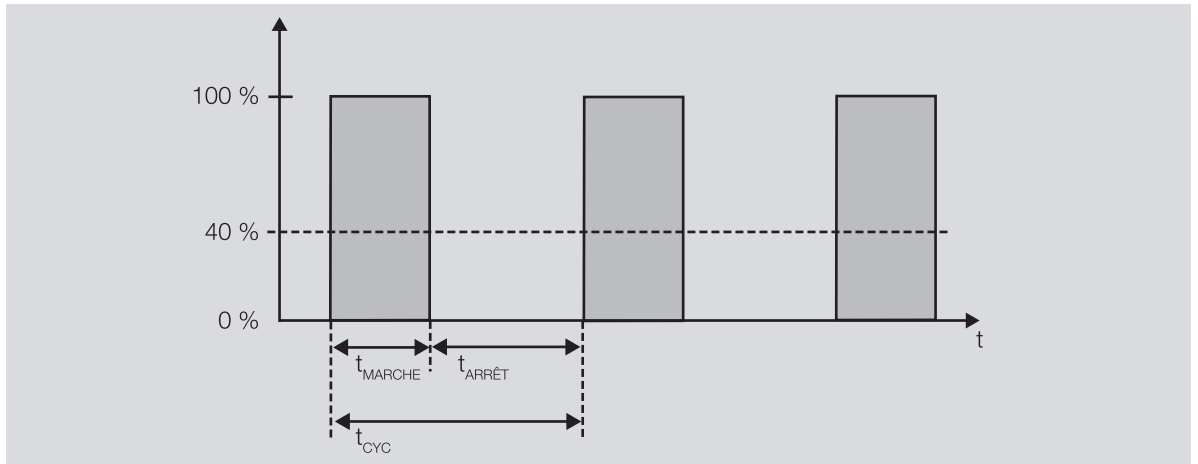 100 %
40 %
0 %
t
tMARCHE
tARRÊT
tCYC